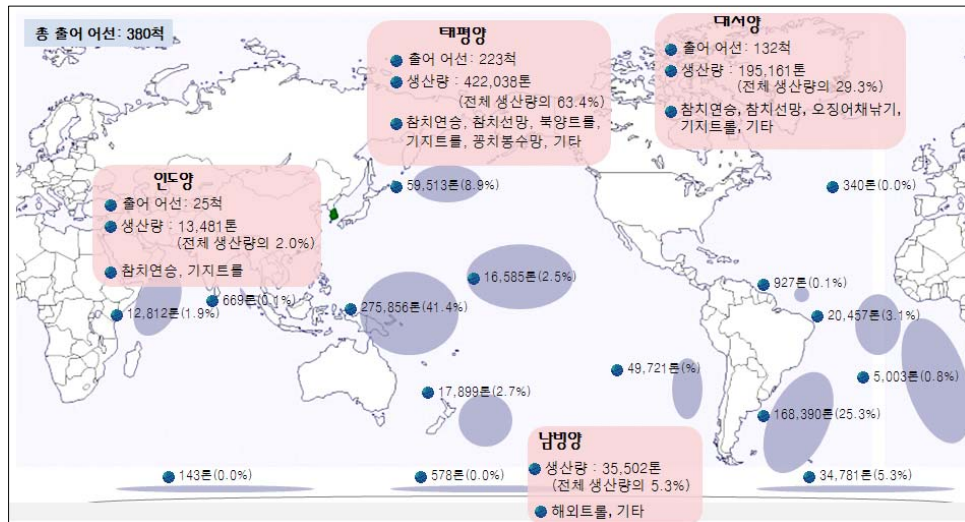 총 출어 어선: 380척
태평양
출어 어선: 223척
생산량 : 422,038톤
(전체 생산량의 63.4%)
참치연승, 참치선망, 북양트롤,
기지트롤, 꽁치봉수망, 기타
대서양
출어 어선: 132척
생산량 : 195,161톤
(전체 생산량의 29.3%)
참치연승, 참치선망, 오징어채낚기,
기지트롤, 기타
인도양
출어 어선: 25척
생산량 : 13,481톤
(전체 생산량의 2.0%)
참치연승, 기지트롤
59,513톤(8.9%)
340톤(0.0%)
16,585톤(2.5%)
927톤(0.1%)
669톤(0.1%)
12,812톤(1.9%)
275,856톤(41.4%)
20,457톤(3.1%)
49,721톤(%)
5,003톤(0.8%)
17,899톤(2.7%)
168,390톤(25.3%)
남빙양
생산량 : 35,502톤
(전체 생산량의 5.3%)
해외트롤, 기타
143톤(0.0%)
578톤(0.0%)
34,781톤(5.3%)